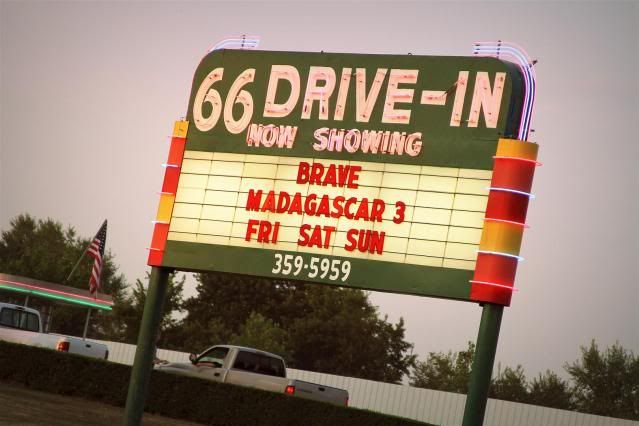 66 DRIVE-IN
NOW SHOWING
BRAVE
MADAGASCAR 3
FRI SAT SUN
359-5959